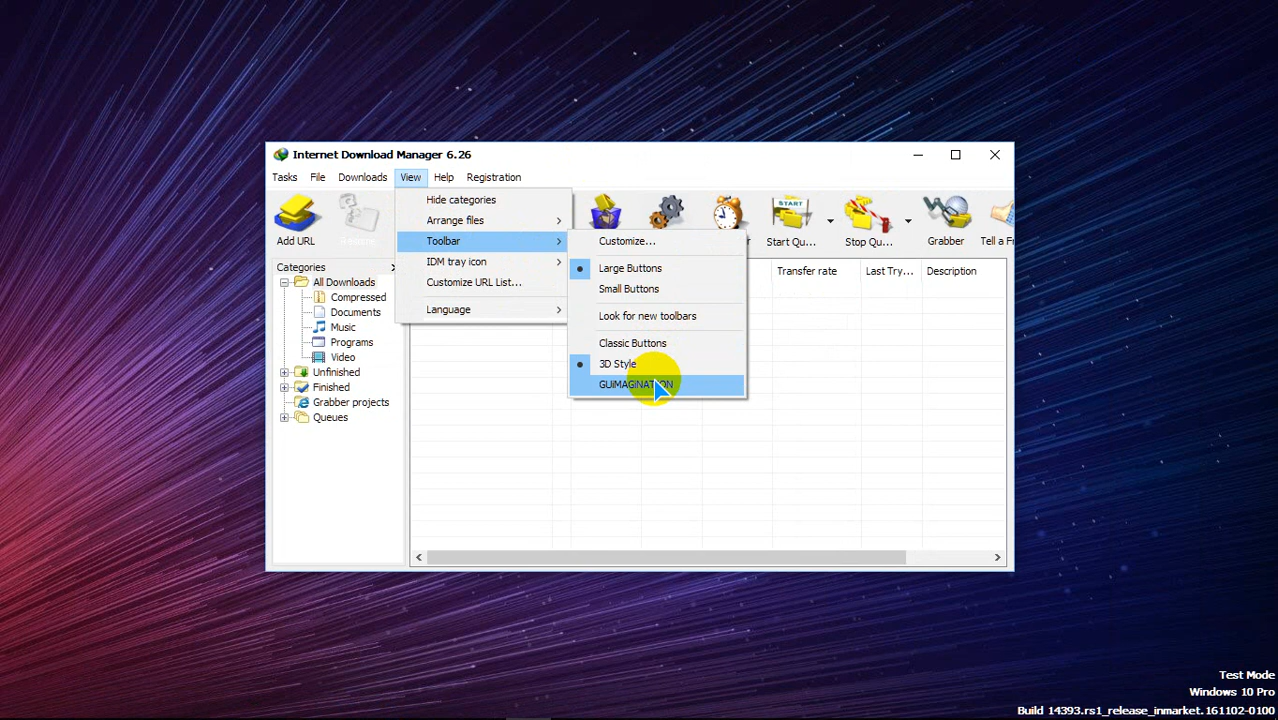 Internet Download Manager 6.26
Tasks File Downloads View Help Registration
Add URL
Start Qu... Stop Qu... Grabber Tell a Fr
START
Hide categories
Arrange files
Toolbar
IDM tray icon
Customize URL List...
Language
Customize...
Large Buttons
Small Buttons
Look for new toolbars
Classic Buttons
3D Style
GUiMAGiNATiON
Categories
All Downloads
Compressed
Documents
Music
Programs
Video
Unfinished
Finished
Grabber projects
Queues
Transfer rate Last Try... Description
Test Mode
Windows 10 Pro
Build 14393.rs1_release_inmarket.161102-0100